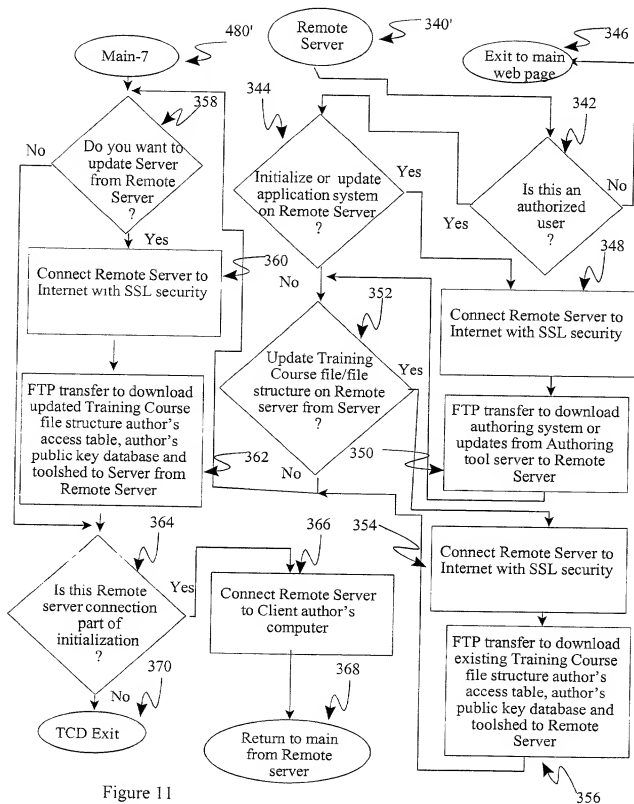 Main-7
480'
Remote
Server
340'
346
Exit to main
web page
358
344
342
No
Do you want to
update Server
from Remote
Server
?
Yes
Initialize or update
application system
on Remote Server
?
Yes
No
Is this an
authorized
user
?
Yes
No
360
Connect Remote Server to
Internet with SSL security
348
Connect Remote Server to
Internet with SSL security
352
Update Training
Course file/file
structure on Remote
server from Server
?
Yes
No
FTP transfer to download
updated Training Course
file structure author's
access table, author's
public key database and
toolshed to Server from
Remote Server
362
350
FTP transfer to download
authoring system or
updates from Authoring
tool server to Remote
Server
364
366
354
Connect Remote Server to
Internet with SSL security
Is this Remote
server connection
part of
initialization
?
Yes
No
Connect Remote Server
to Client author's
computer
FTP transfer to download
existing Training Course
file structure author's
access table, author's
public key database and
toolshed to Remote
Server
370
TCD Exit
368
Return to main
from Remote
server
356
Figure 11